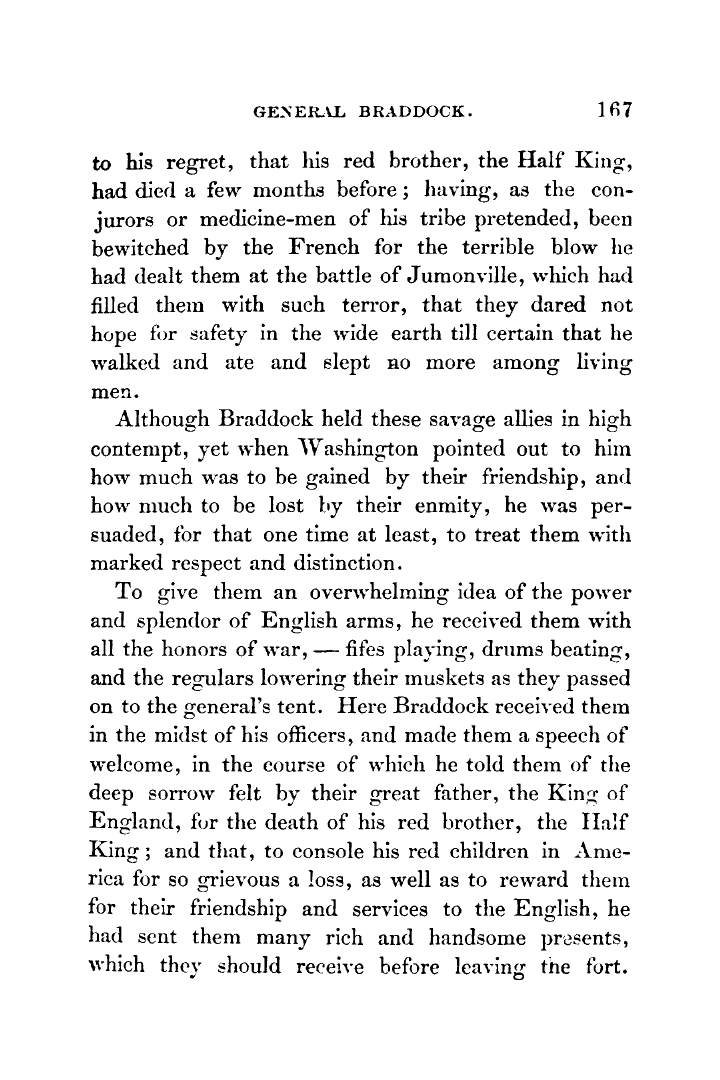 GENERAL BRADDOCK. 167
to his regret, that his red brother, the Half King,
had died a few months before; having, as the con-
jurors or medicine-men of his tribe pretended, been
bewitched by the French for the terrible blow he
had dealt them at the battle of Jumonville, which had
filled them with such terror, that they dared not
hope for safety in the wide earth till certain that he
walked and ate and slept no more among living
men.
Although Braddock held these savage allies in high
contempt, yet when Washington pointed out to him
how much was to be gained by their friendship, and
how much to be lost by their enmity, he was per-
suaded, for that one time at least, to treat them with
marked respect and distinction.
To give them an overwhelming idea of the power
and splendor of English arms, he received them with
all the honors of war, — fifes playing, drums beating,
and the regulars lowering their muskets as they passed
on to the general's tent. Here Braddock received them
in the midst of his officers, and made them a speech of
welcome, in the course of which he told them of the
deep sorrow felt by their great father, the King of
England, for the death of his red brother, the Half
King; and that, to console his red children in Ame-
rica for so grievous a loss, as well as to reward them
for their friendship and services to the English, he
had sent them many rich and handsome presents,
which they should receive before leaving the fort.